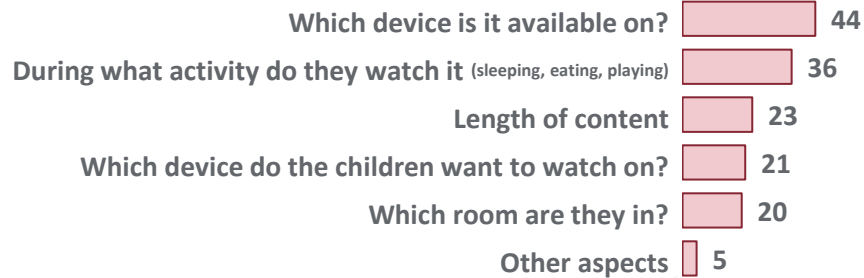 Which device is it available on? 44
During what activity do they watch it (sleeping, eating, playing) 36
Length of content 23
Which device do the children want to watch on? 21
Which room are they in? 20
Other aspects 5